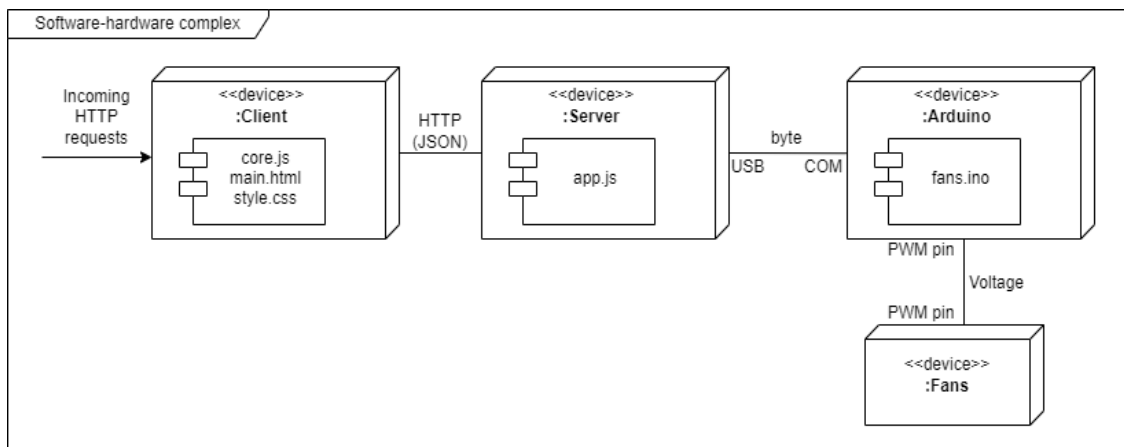 Software-hardware complex
Incoming
HTTP
requests
<<device>>
:Client
core.js
main.html
style.css
HTTP
(JSON)
<<device>>
:Server
app.js
byte
USB
COM
<<device>>
:Arduino
fans.ino
PWM pin
Voltage
PWM pin
<<device>>
:Fans